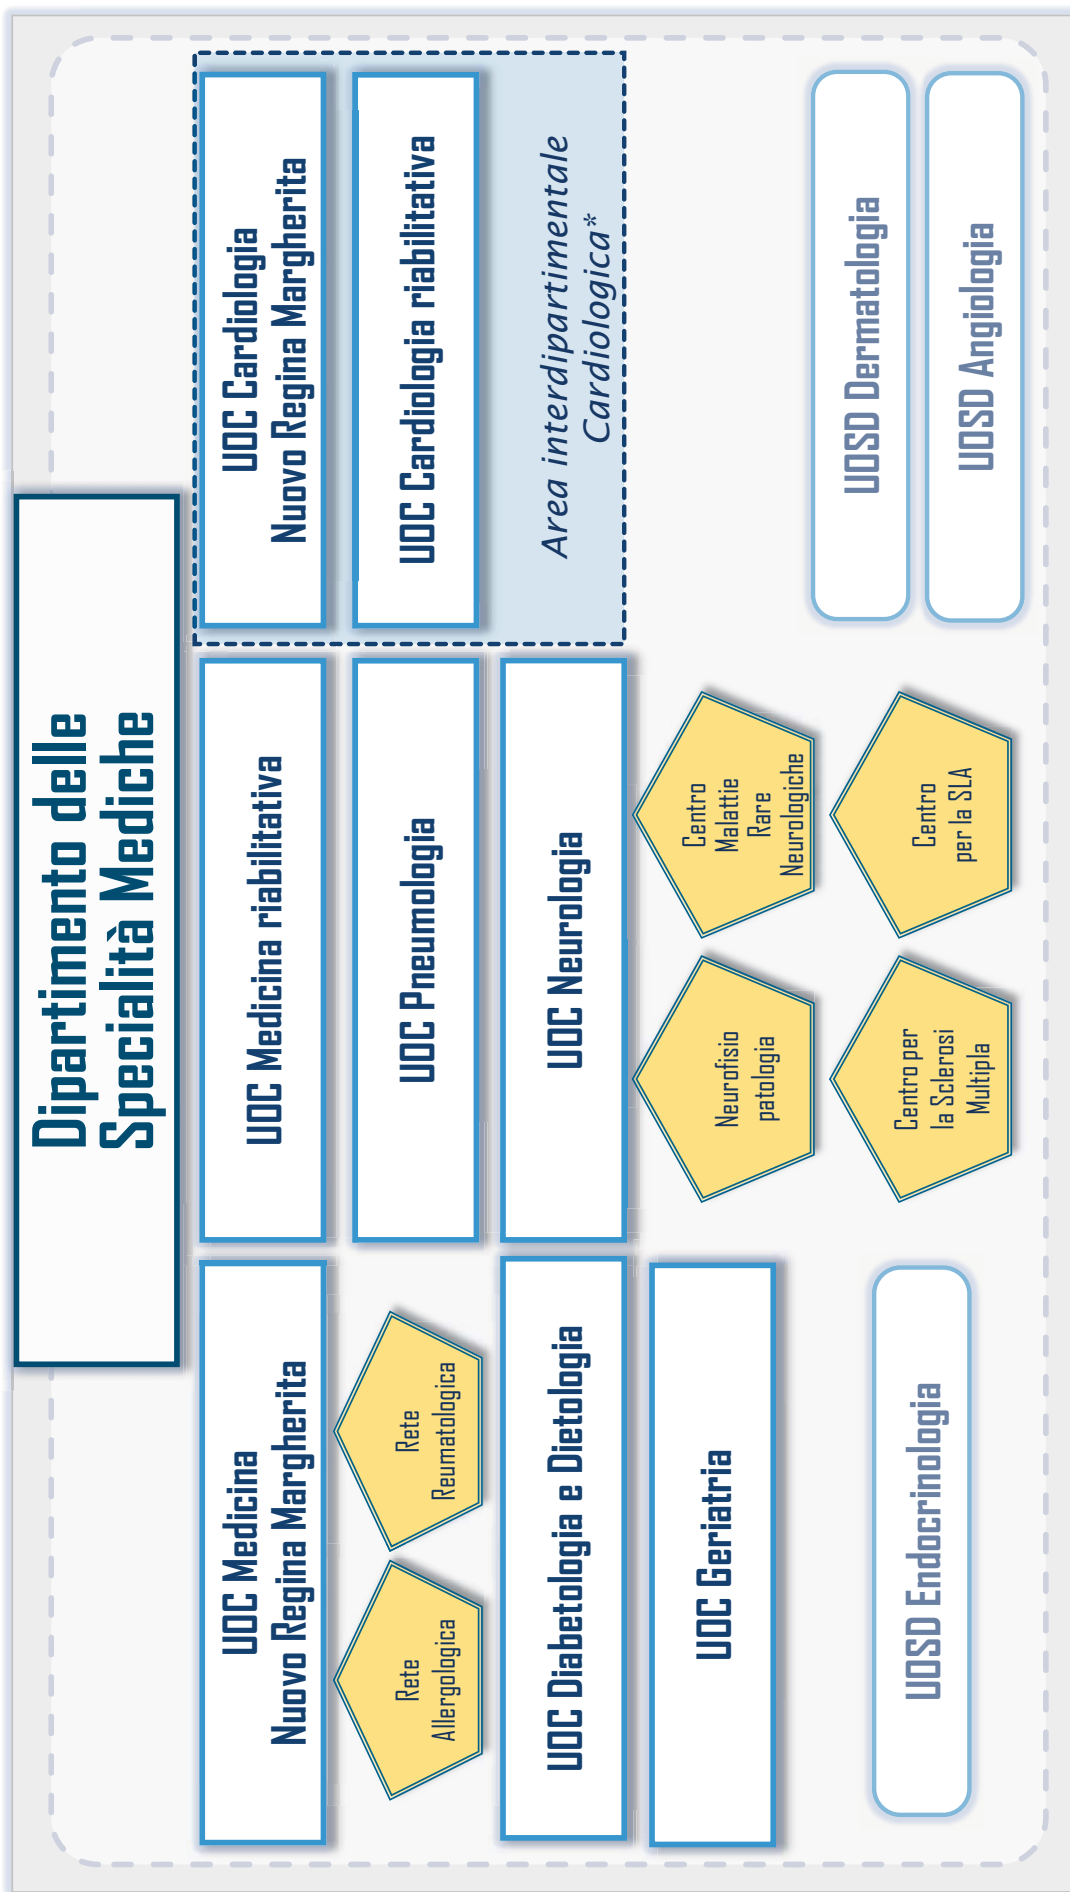 Dipartimento delle
Specialità Mediche
UOC Medicina
Nuovo Regina Margherita
Rete
Allergologica
Rete
Reumatologica
UOC Diabetologia e Dietologia
UOC Geriatria
UOSD Endocrinologia
UOC Medicina riabilitativa
UOC Pneumologia
UOC Neurologia
Neurofisio
patologia
Centro
Malattie
Rare
Neurologiche
Centro per
la Sclerosi
Multipla
Centro
per la SLA
UOC Cardiologia
Nuovo Regina Margherita
UOC Cardiologia riabilitativa
Area interdipartimentale
Cardiologica*
UOSD Dermatologia
UOSD Angiologia